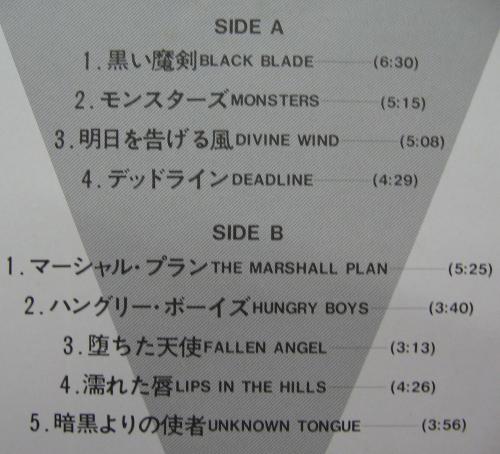 SIDE A
1. 黒い魔剣 BLACK BLADE (6:30)
2. モンスターズ MONSTERS (5:15)
3. 明日を告げる風 DIVINE WIND (5:08)
4. デッドライン DEADLINE (4:29)
SIDE B
1. マーシャル・プラン THE MARSHALL PLAN (5:25)
2. ハングリー・ボーイズ HUNGRY BOYS (3:40)
3. 堕ちた天使 FALLEN ANGEL (3:13)
4. 濡れた唇 LIPS IN THE HILLS (4:26)
5. 暗黒よりの使者 UNKNOWN TONGUE (3:56)